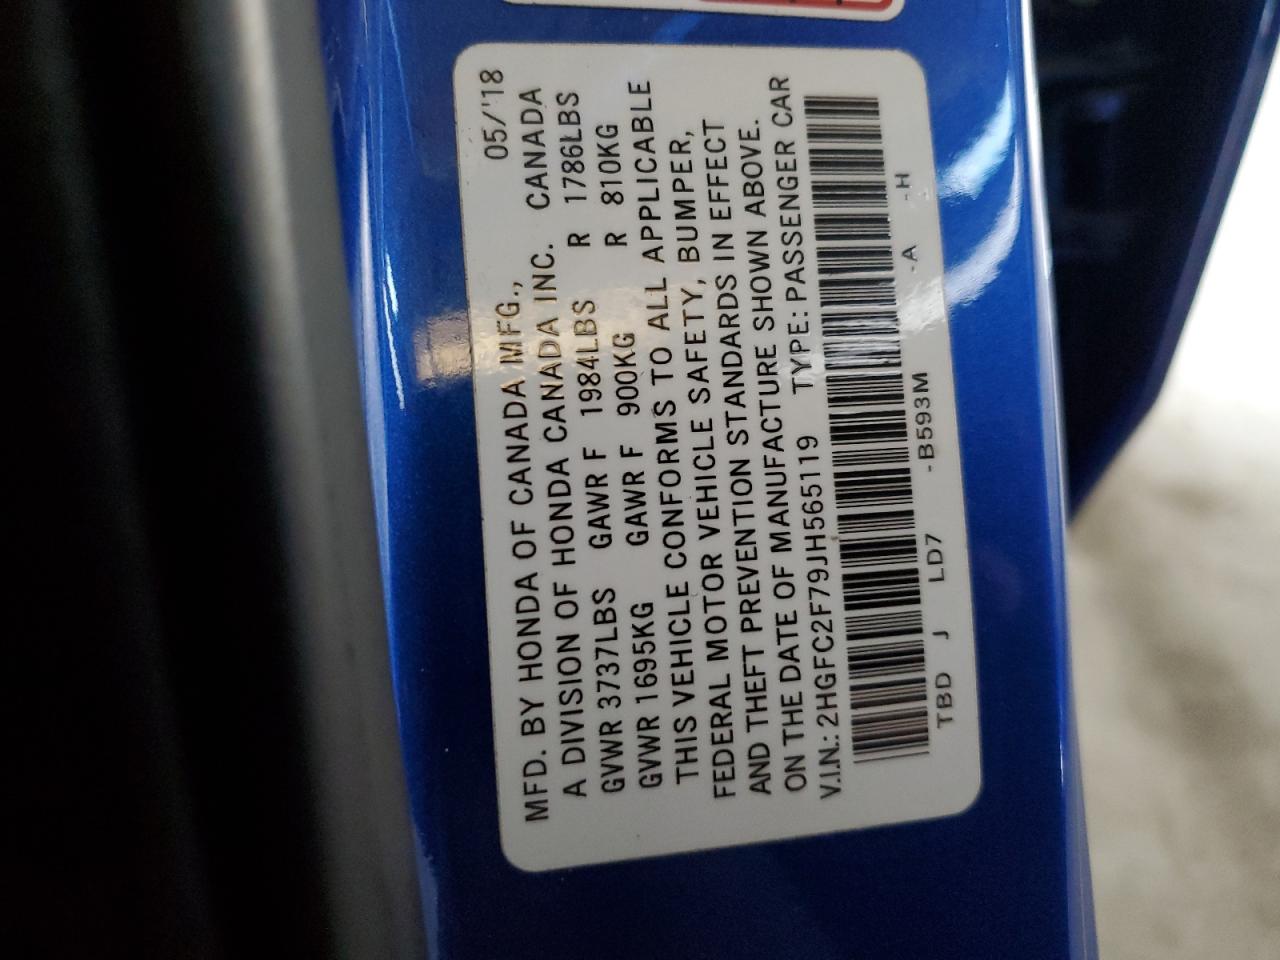 05/'18
MFD. BY HONDA OF CANADA MFG.,
A DIVISION OF HONDA CANADA INC. CANADA
GVWR 3737LBS GAWR F 1984LBS R 1786LBS
GVWR 1695KG GAWR F 900KG R 810KG
THIS VEHICLE CONFORMS TO ALL APPLICABLE
FEDERAL MOTOR VEHICLE SAFETY, BUMPER,
AND THEFT PREVENTION STANDARDS IN EFFECT
ON THE DATE OF MANUFACTURE SHOWN ABOVE.
V.I.N.: 2HGFC2F79JH565119 TYPE: PASSENGER CAR
TBD J LD7 -B593M -A -H